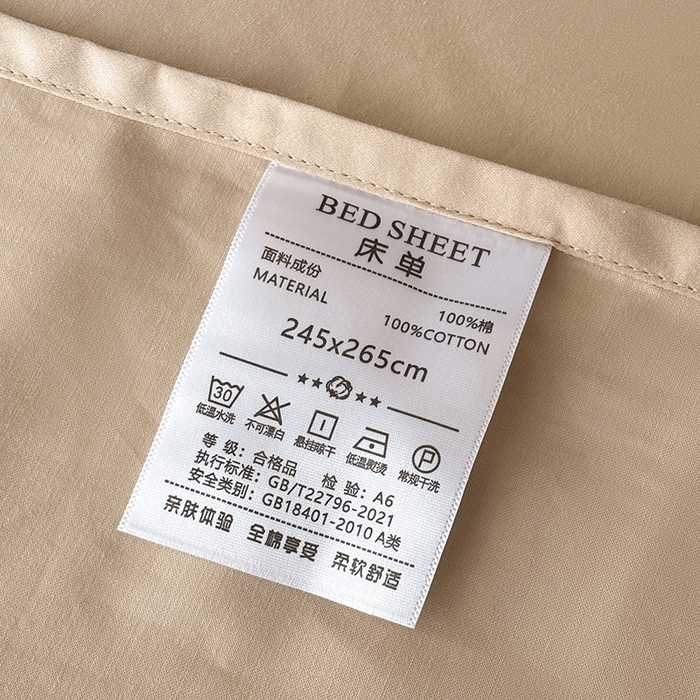 BED SHEET
床单
面料成份
MATERIAL
100%棉
100%COTTON
245x265cm
30
低温水洗 不可漂白 悬挂晾干 低温熨烫 P 常规干洗
等 级：合格品 检 验：A6
执行标准：GB/T22796-2021
安全类别：GB18401-2010 A类
亲肤体验 全棉享受 柔软舒适